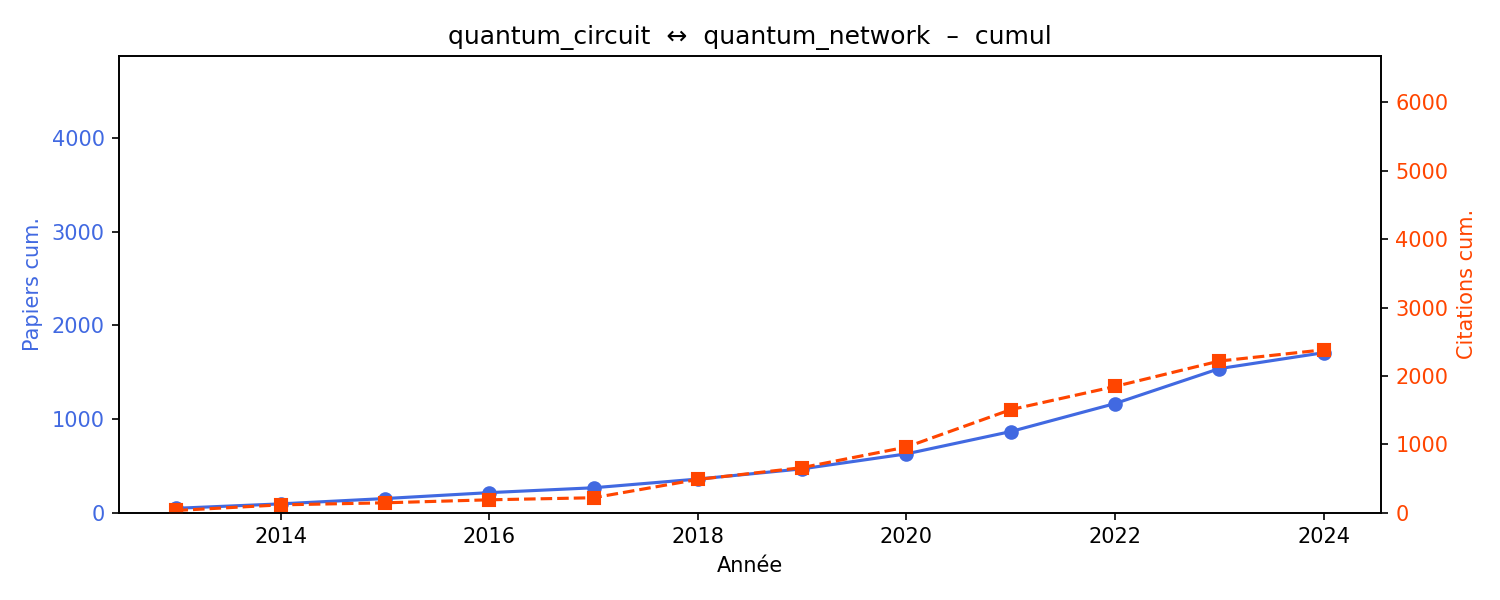 quantum_circuit ↔ quantum_network – cumul
Papiers cum.
4000
3000
2000
1000
0
6000
5000
4000
3000
2000
1000
0
Citations cum.
2014 2016 2018 2020 2022 2024
Année